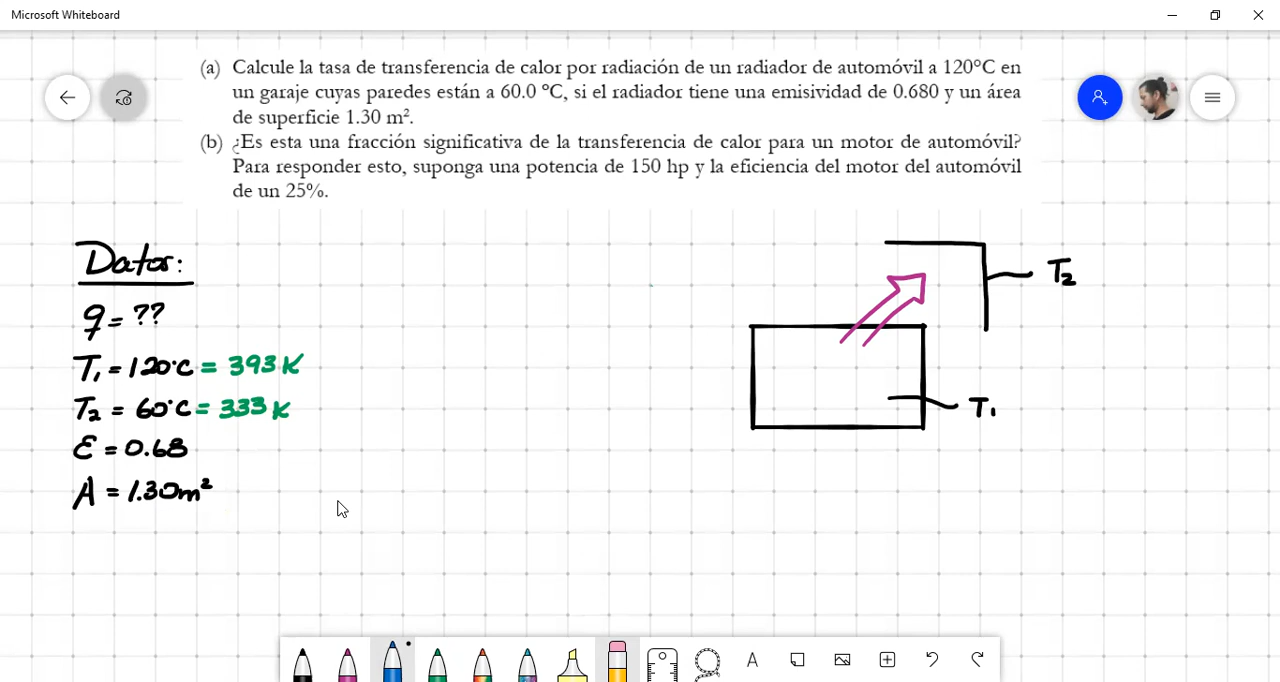 Microsoft Whiteboard
(a) Calcule la tasa de transferencia de calor por radiación de un radiador de automóvil a 120°C en
un garaje cuyas paredes están a 60.0 °C, si el radiador tiene una emisividad de 0.680 y un área
de superficie 1.30 m².
(b) ¿Es esta una fracción significativa de la transferencia de calor para un motor de automóvil?
Para responder esto, suponga una potencia de 150 hp y la eficiencia del motor del automóvil
de un 25%.
Datos:
q = ??
T₁ = 120°C = 393 K
T₂ = 60°C = 333 K
ε = 0.68
A = 1.30m²
T₂
T₁
A